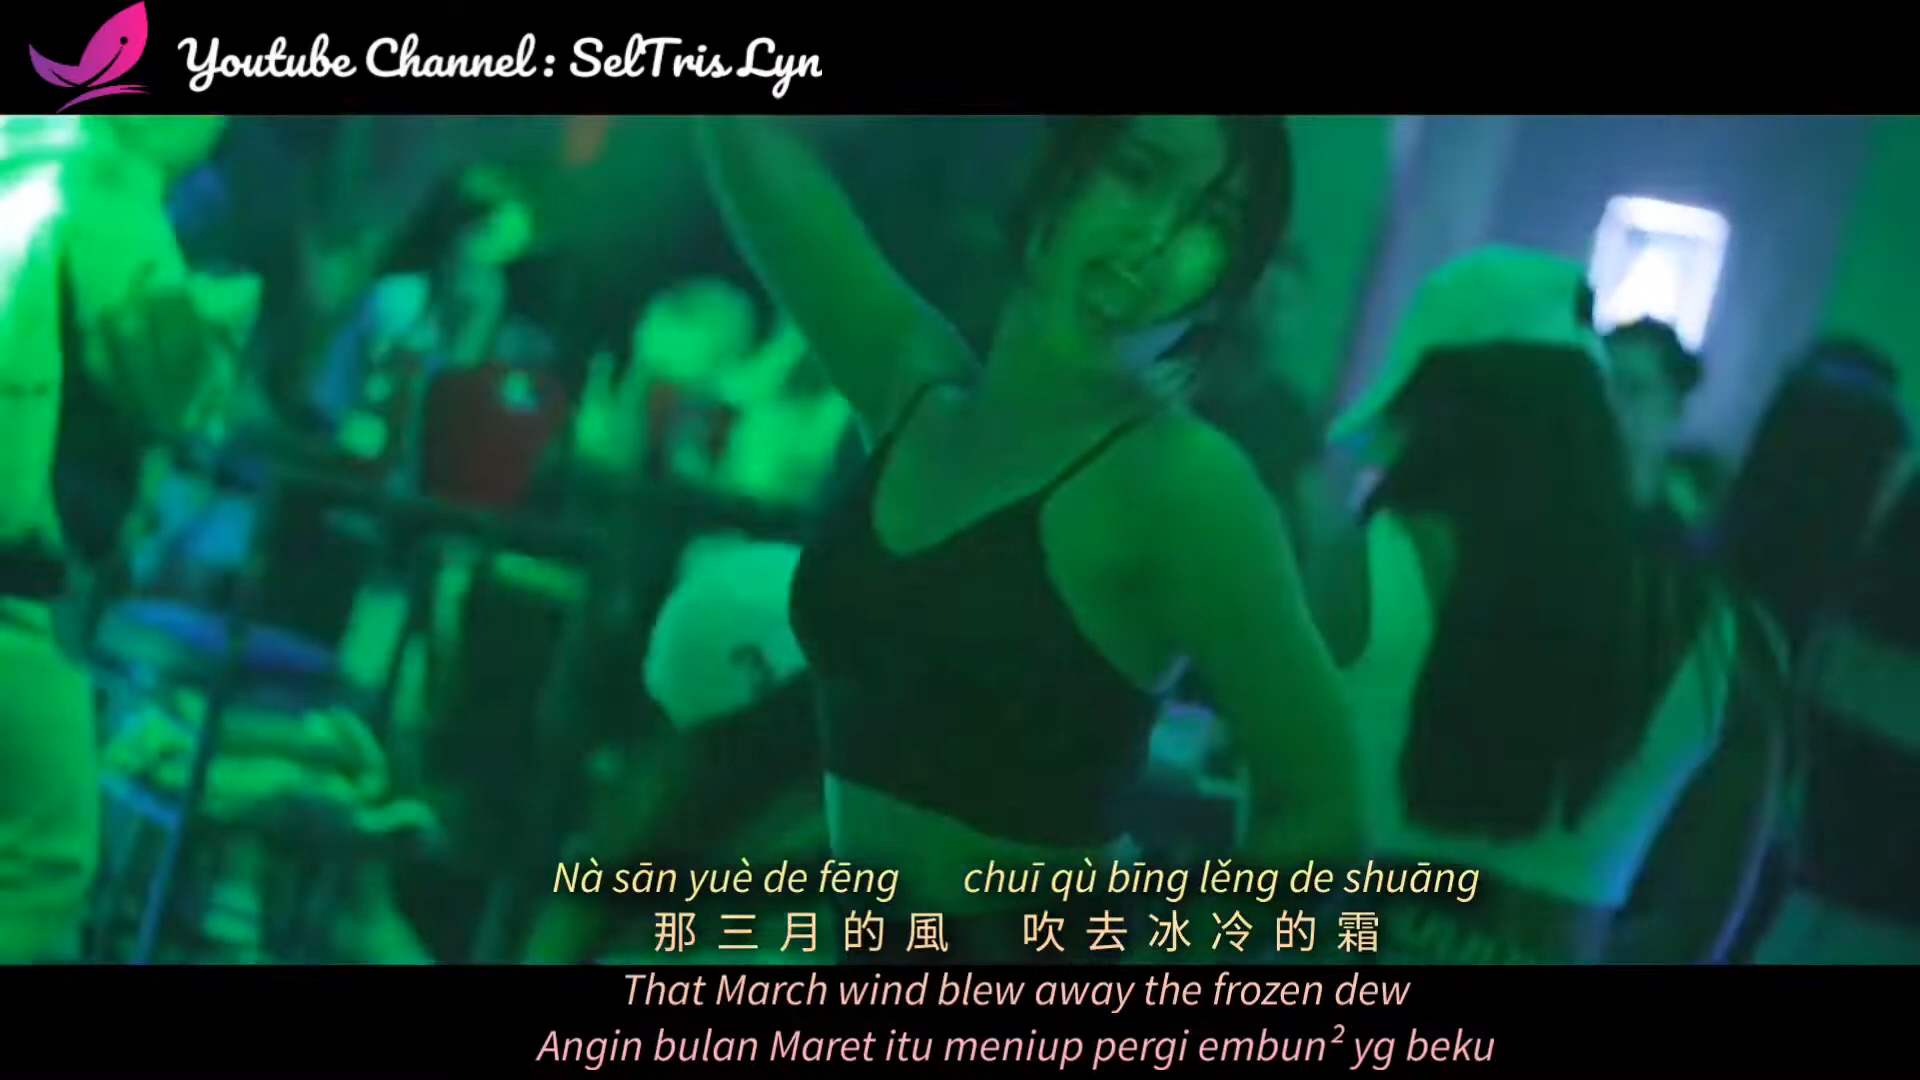 Youtube Channel : SelTris Lyn
Nà sān yuè de fēng chuī qù bīng lěng de shuāng
那 三 月 的 風 吹 去 冰 冷 的 霜
That March wind blew away the frozen dew
Angin bulan Maret itu meniup pergi embun² yg beku